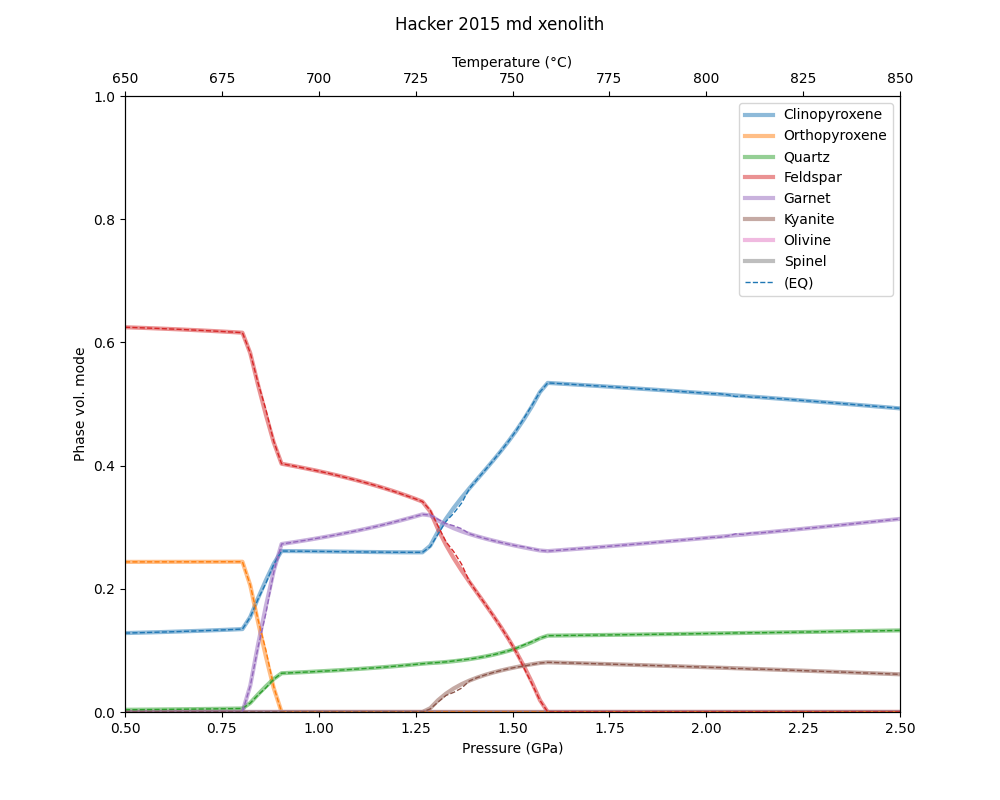 Hacker 2015 md xenolith
Temperature (°C)
650 675 700 725 750 775 800 825 850
1.0
0.8
0.6
0.4
0.2
0.0
Phase vol. mode
Clinopyroxene
Orthopyroxene
Quartz
Feldspar
Garnet
Kyanite
Olivine
Spinel
(EQ)
0.50 0.75 1.00 1.25 1.50 1.75 2.00 2.25 2.50
Pressure (GPa)